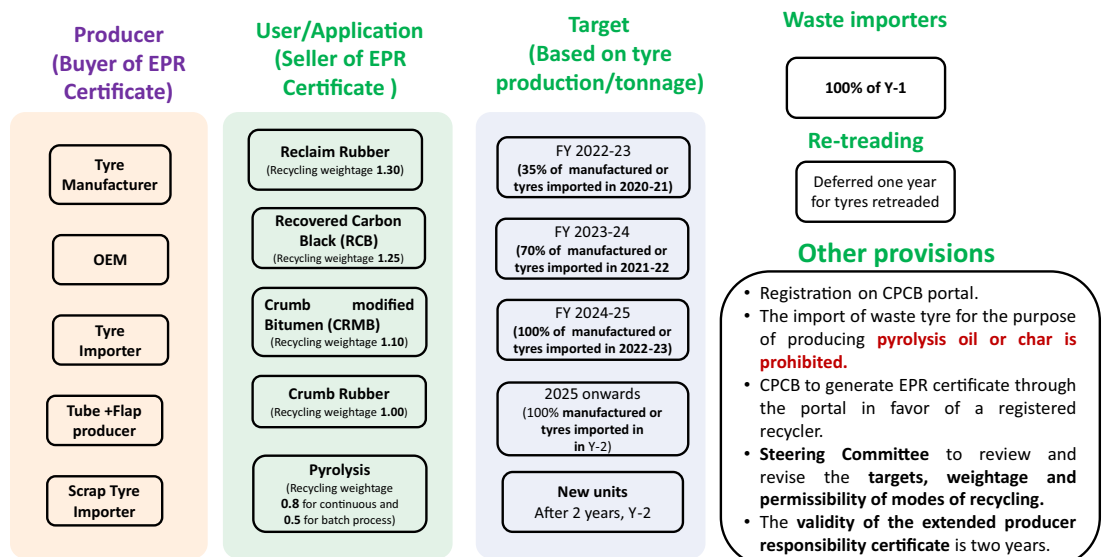 Producer
(Buyer of EPR
Certificate)
Tyre
Manufacturer
OEM
Tyre
Importer
Tube +Flap
producer
Scrap Tyre
Importer
User/Application
(Seller of EPR
Certificate )
Reclaim Rubber
(Recycling weightage 1.30)
Recovered Carbon
Black (RCB)
(Recycling weightage 1.25
Crumb modified
Bitumen (CRMB)
(Recycling weightage 1.10)
Crumb Rubber
(Recycling weightage 1.00)
Pyrolysis
(Recycling weightage
0.8 for continuous and
0.5 for batch process)
Target
(Based on tyre
production/tonnage)
FY 2022-23
(35% of manufactured or
tyres imported in 2020-21)
FY 2023-24
(70% of manufactured or
tyres imported in 2021-22
FY 2024-25
(100% of manufactured or
tyres imported in 2022-23)
2025 onwards
(100% manufactured or
tyres imported in
in Y-2)
New units
After 2 years, Y-2
Waste importers
100% of Y-1
Re-treading
Deferred one year
for tyres retreaded
Other provisions
• Registration on CPCB portal.
• The import of waste tyre for the purpose
of producing pyrolysis oil or char is
prohibited.
• CPCB to generate EPR certificate through
the portal in favor of a registered
recycler.
• Steering Committee to review and
revise the targets, weightage and
permissibility of modes of recycling.
• The validity of the extended producer
responsibility certificate is two years.